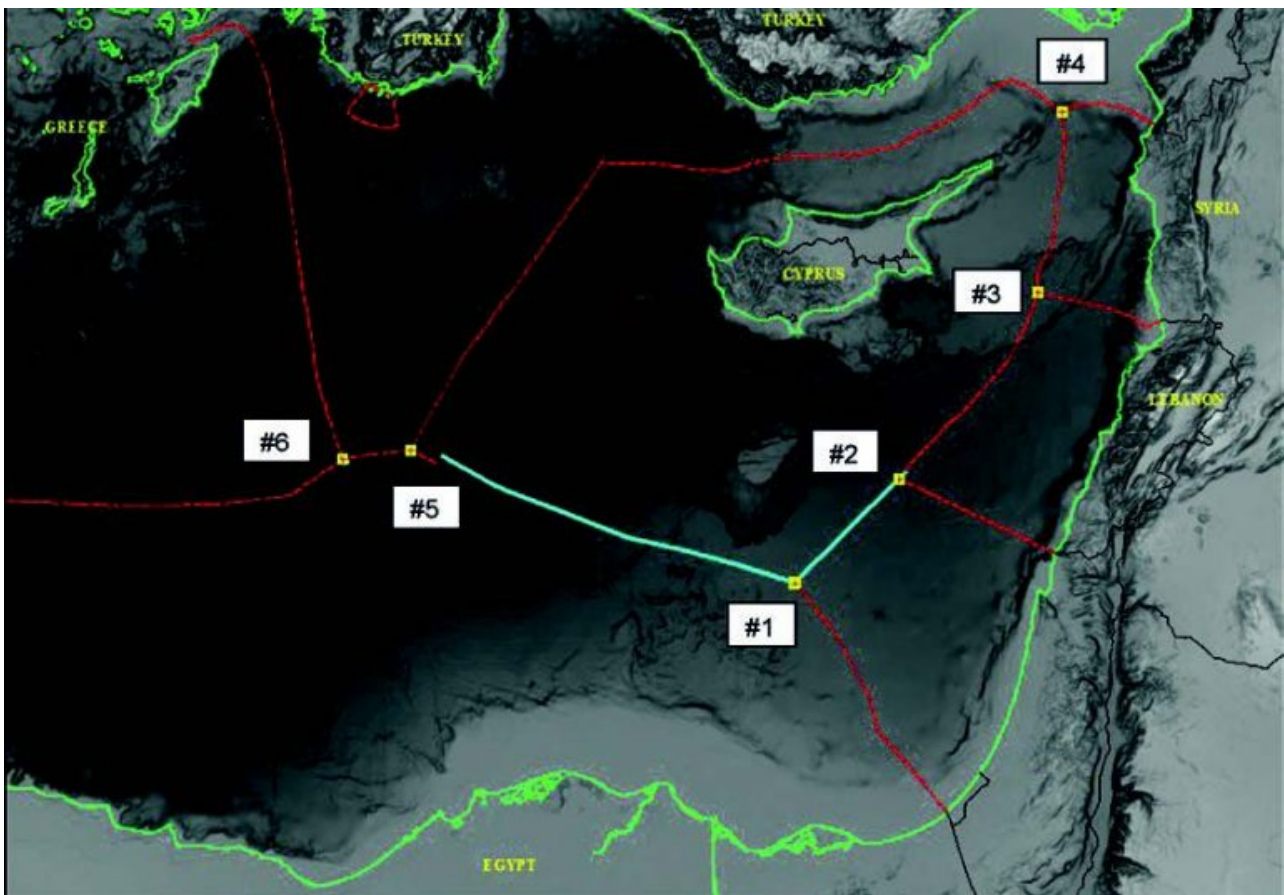 TURKEY
TURKEY
#4
GREECE
SYRIA
CYPRUS
#3
LEBANON
#6
#2
#5
#1
EGYPT